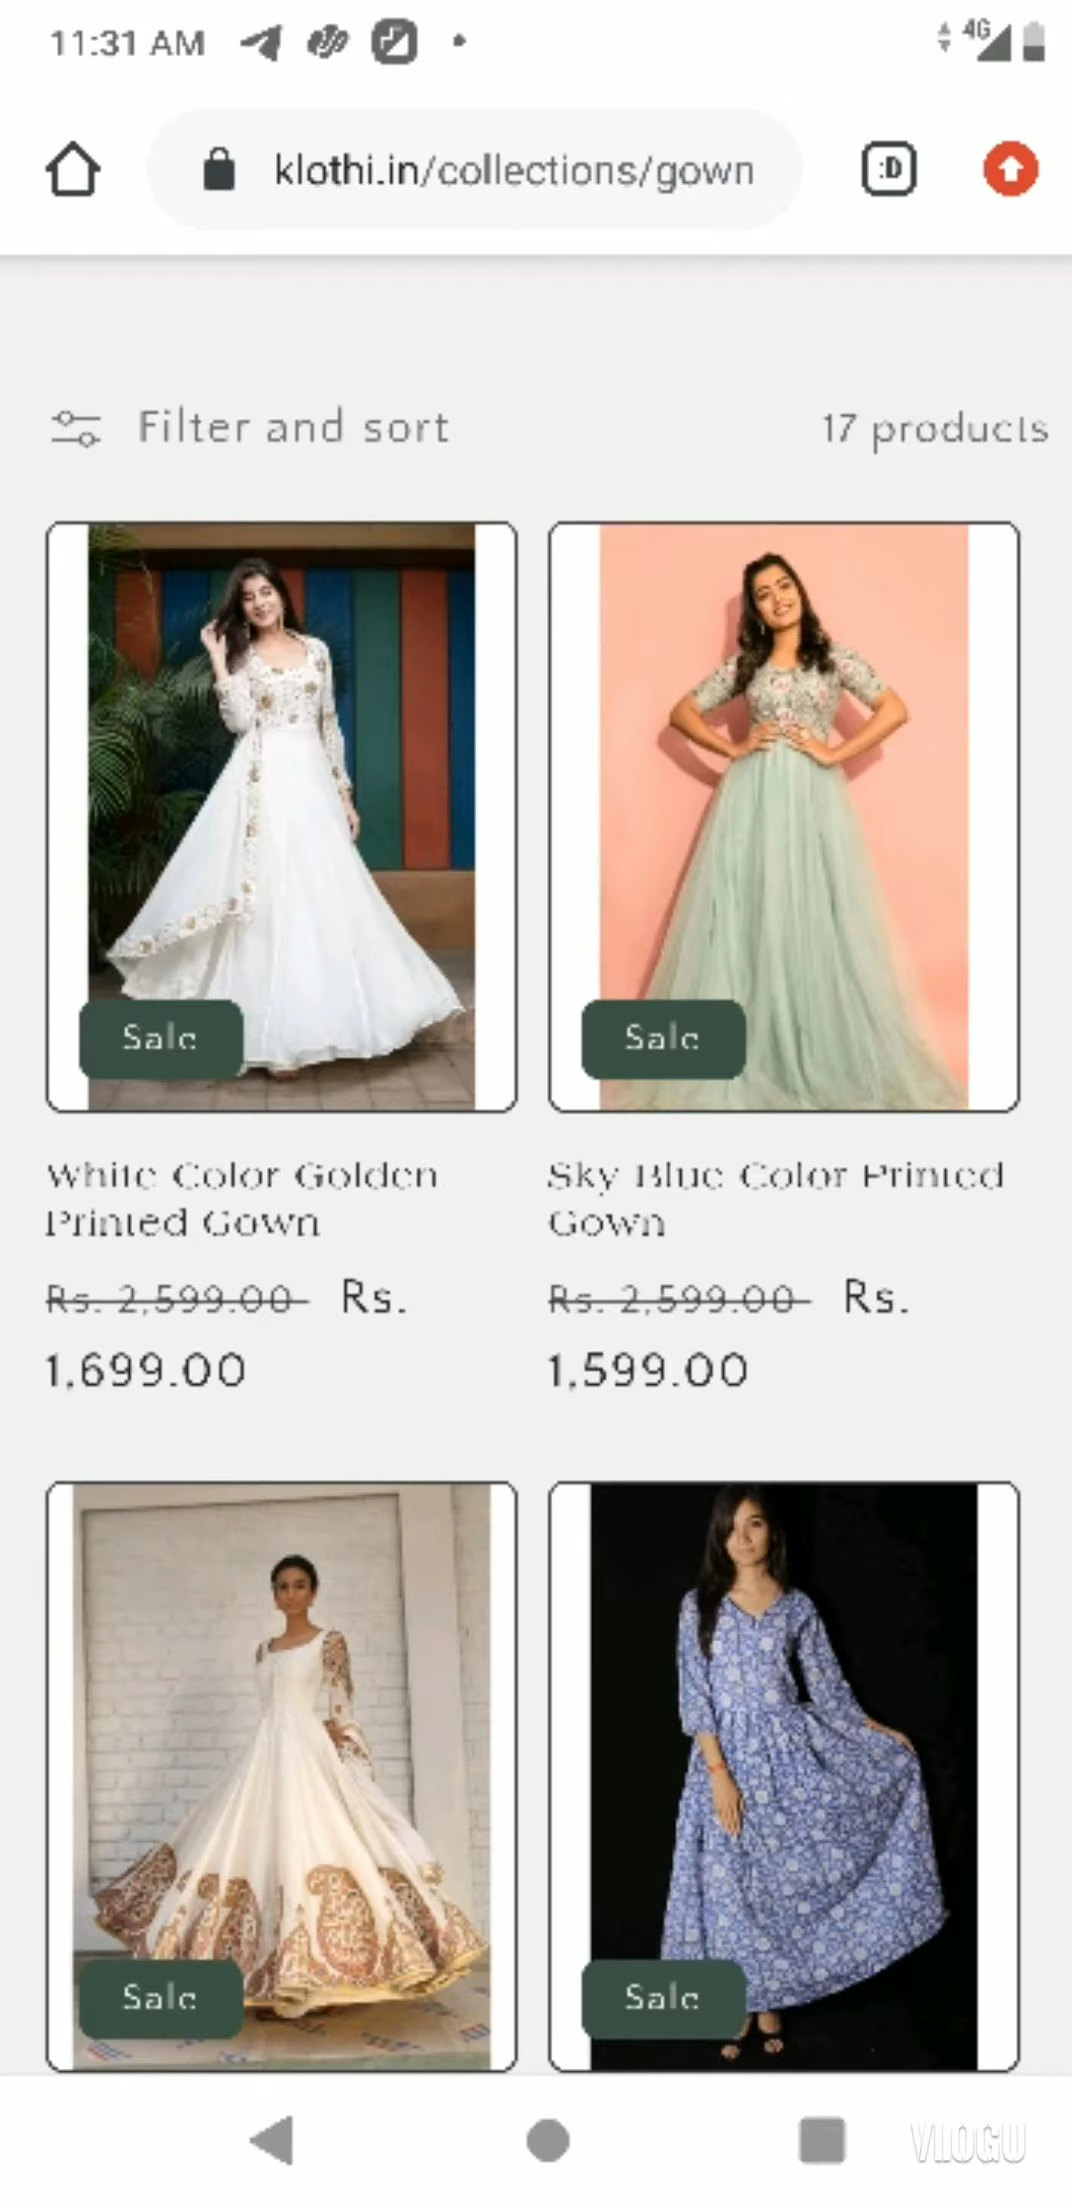 11:31 AM
4G
klothi.in/collections/gown
:D
Filter and sort
17 products
Sale
Sale
White Color Golden
Printed Gown
Sky Blue Color Printed
Gown
Rs. 2,599.00 Rs.
1,699.00
Rs. 2,599.00 Rs.
1,599.00
Sale
Sale
VLOGU